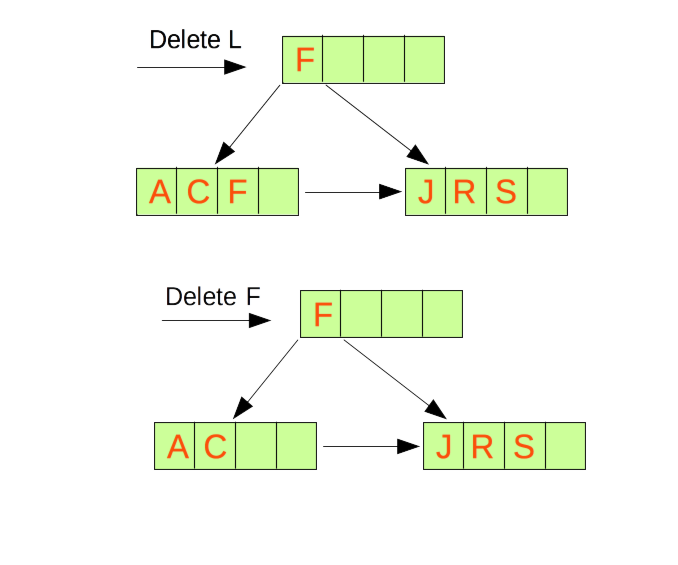 Delete L
F
A C F
J R S
Delete F
F
A C
J R S